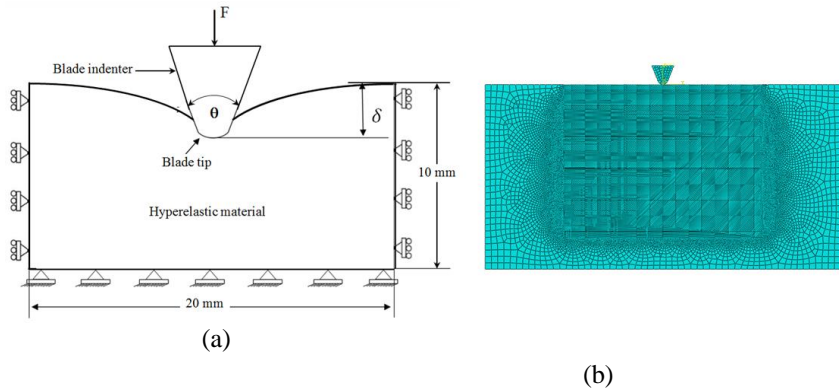 F
Blade indenter
θ
δ
Blade tip
10 mm
Hyperelastic material
20 mm
(a)
(b)